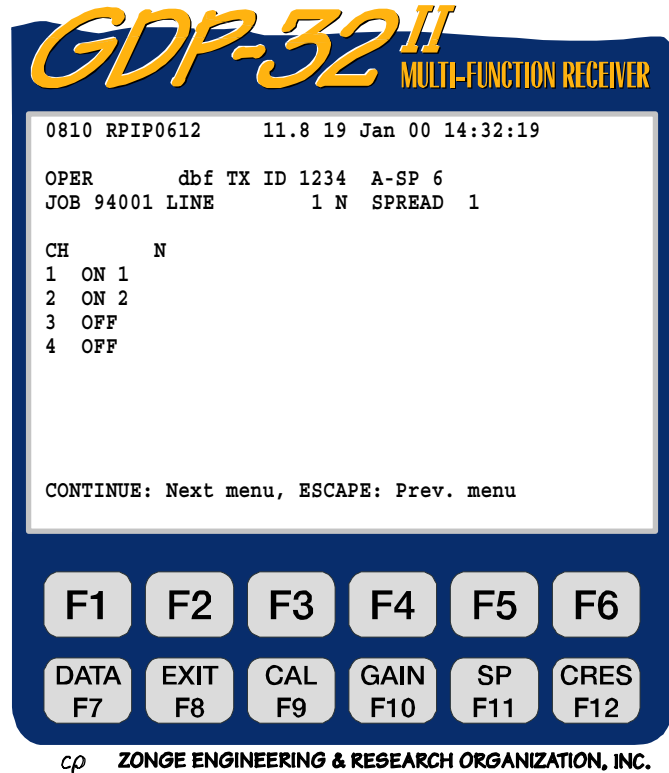 GDP-32 II
MULTI-FUNCTION RECEIVER
0810 RPIP0612 11.8 19 Jan 00 14:32:19
OPER dbf TX ID 1234 A-SP 6
JOB 94001 LINE 1 N SPREAD 1
CH N
1 ON 1
2 ON 2
3 OFF
4 OFF
CONTINUE: Next menu, ESCAPE: Prev. menu
F1 F2 F3 F4 F5 F6
DATA EXIT CAL GAIN SP CRES
F7 F8 F9 F10 F11 F12
ZONGE ENGINEERING & RESEARCH ORGANIZATION, INC.